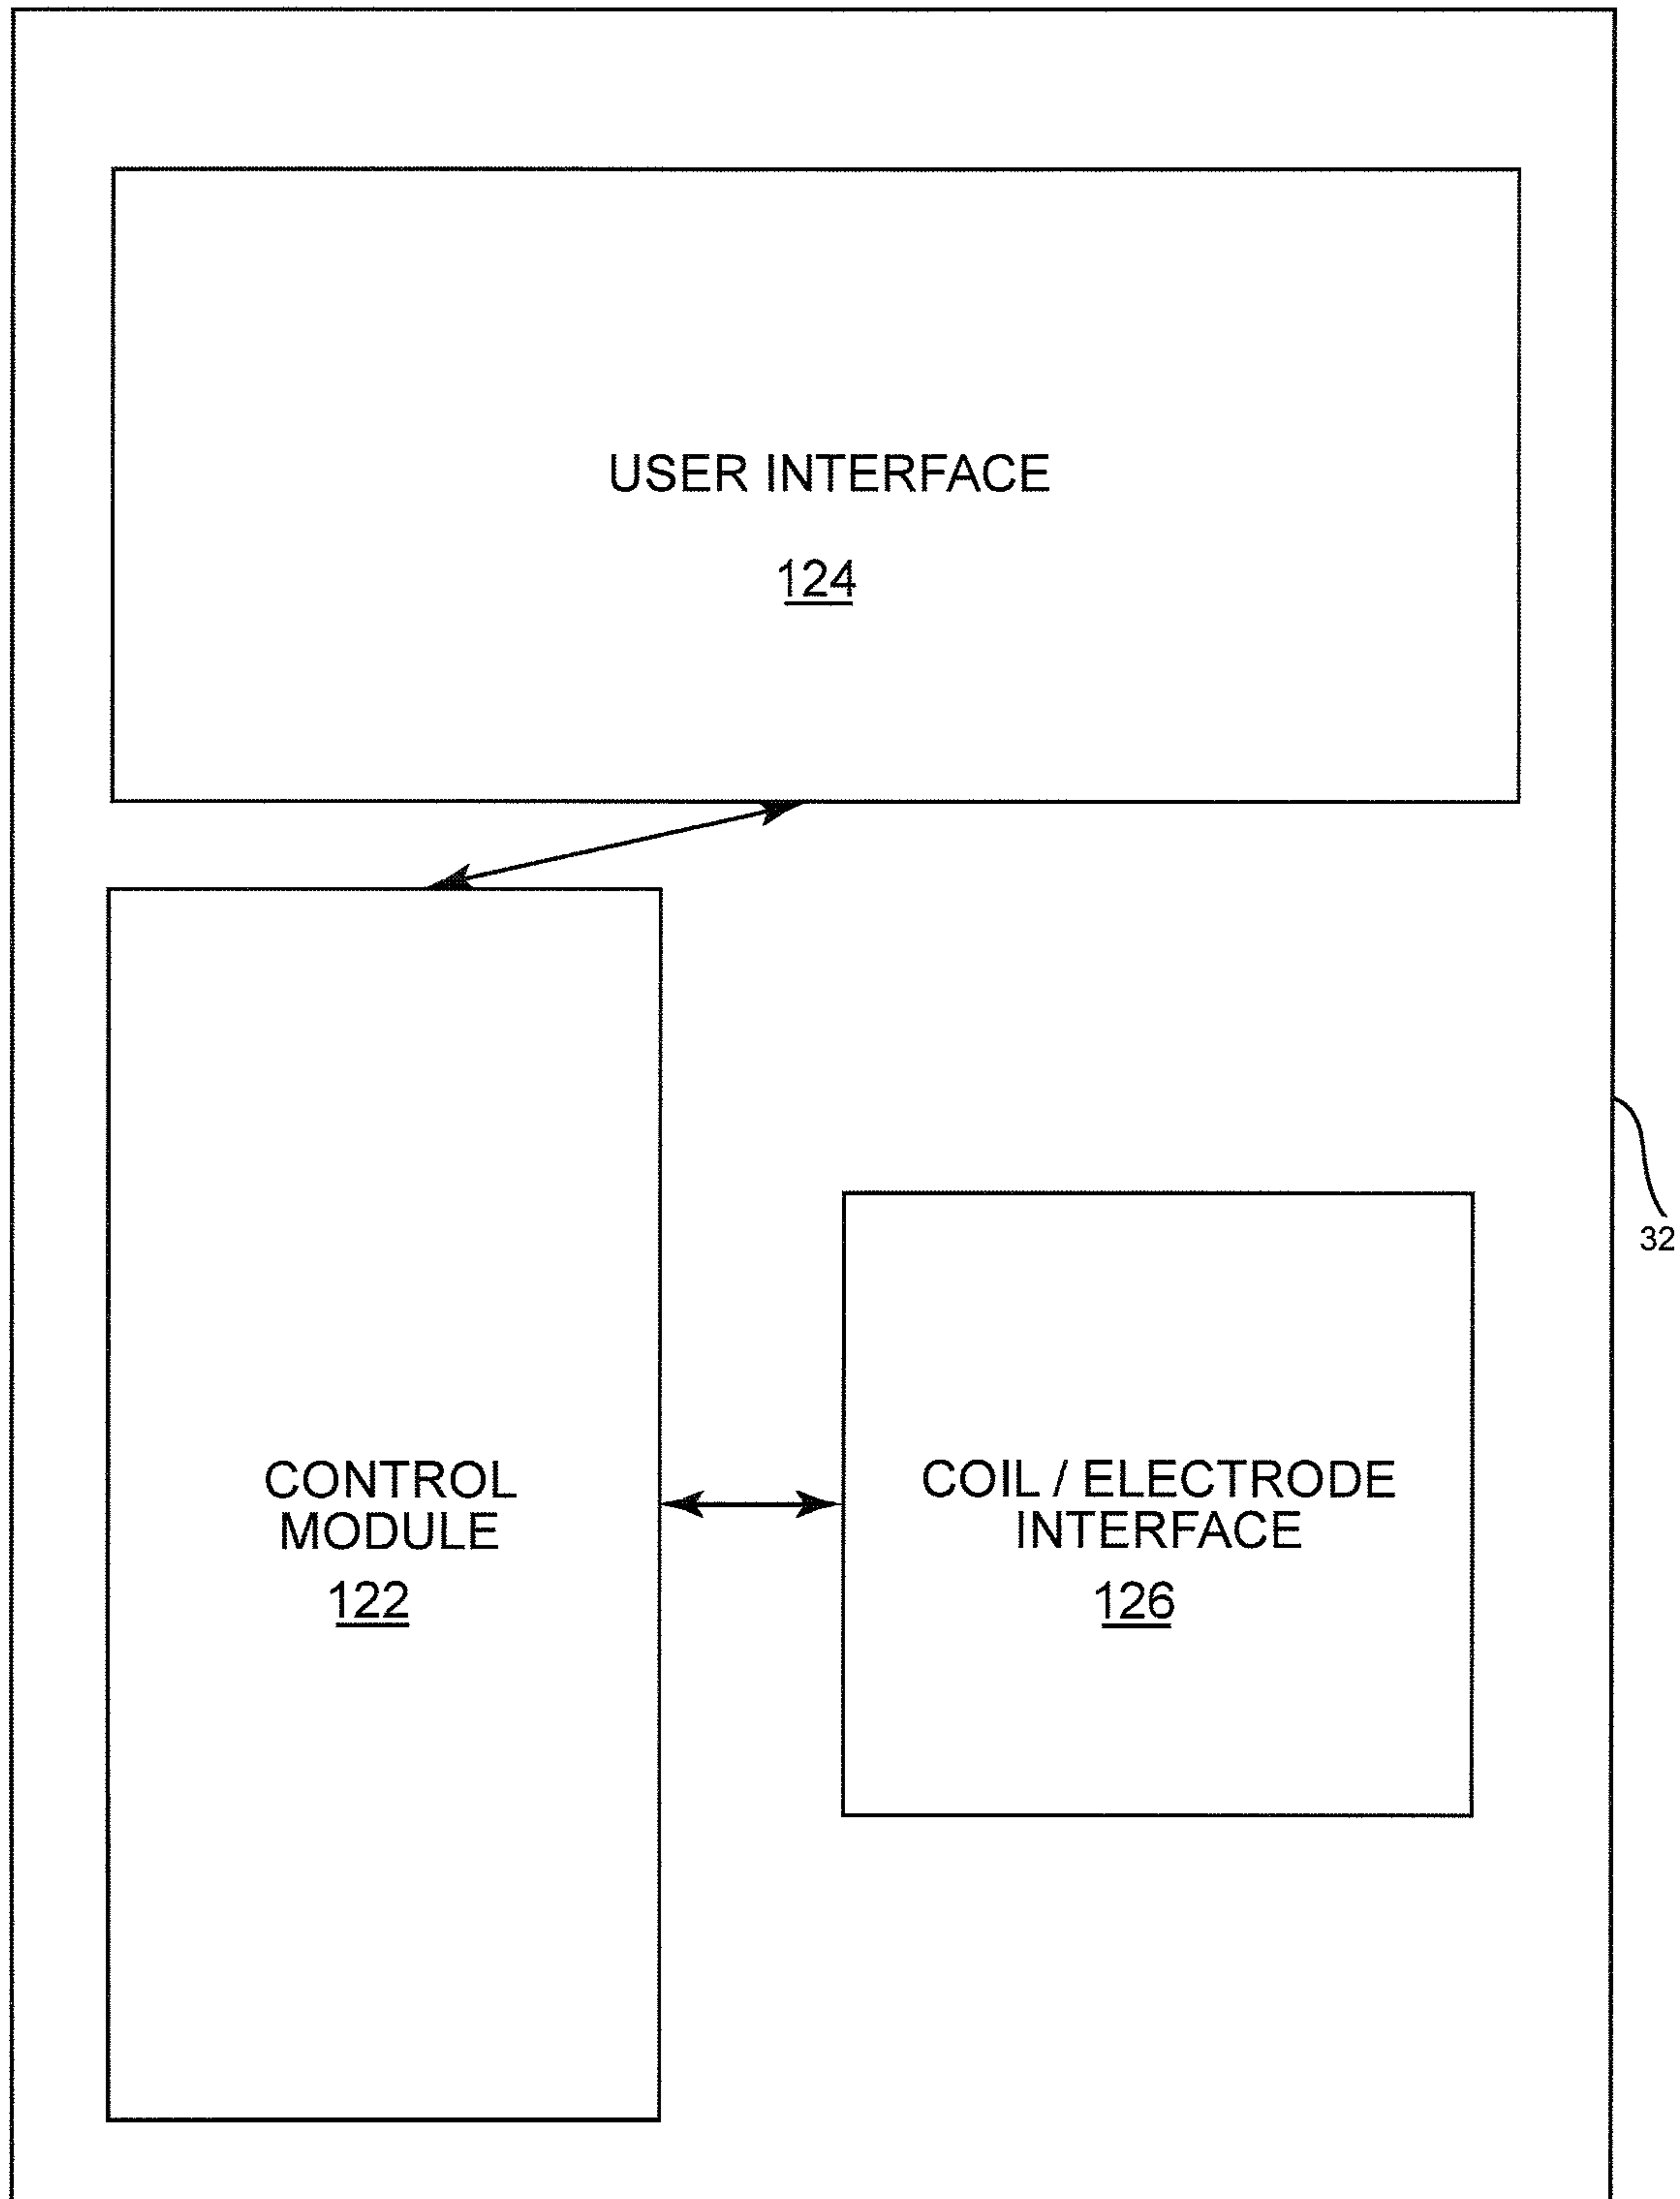 USER INTERFACE
124
32
CONTROL
MODULE
122
COIL / ELECTRODE
INTERFACE
126